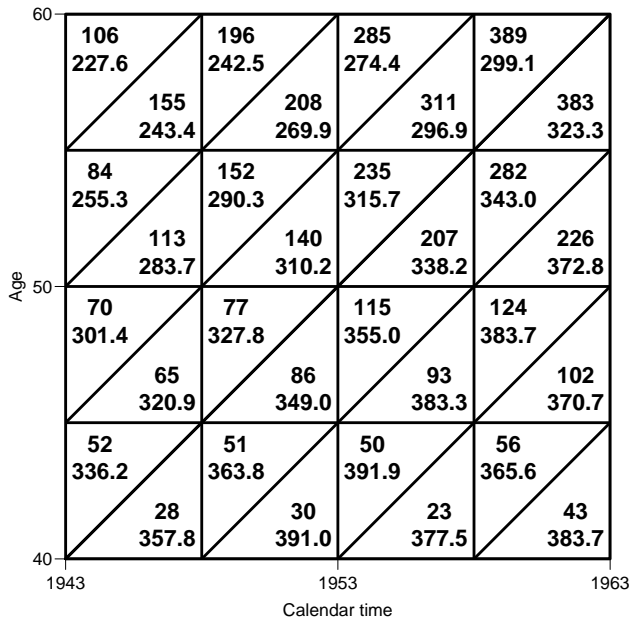 60
106 196 285 389
227.6 242.5 274.4 299.1
155 208 311 383
243.4 269.9 296.9 323.3
84 152 235 282
255.3 290.3 315.7 343.0
113 140 207 226
283.7 310.2 338.2 372.8
Age
50
70 77 115 124
301.4 327.8 355.0 383.7
65 86 93 102
320.9 349.0 383.3 370.7
52 51 50 56
336.2 363.8 391.9 365.6
28 30 23 43
357.8 391.0 377.5 383.7
40
1943 1953 1963
Calendar time